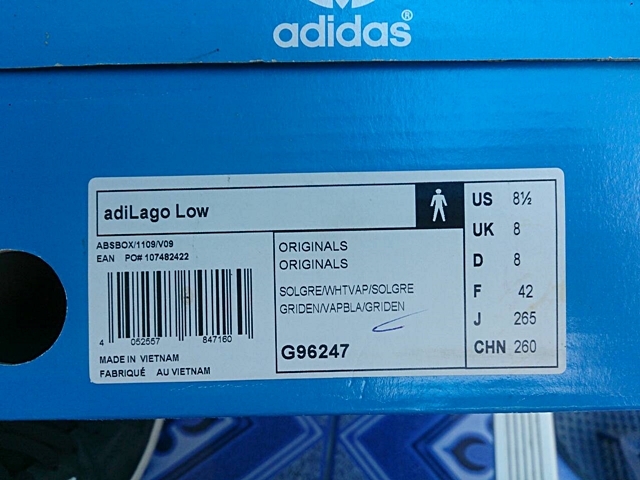 adidas®
adiLago Low
ABSBOX/1109/V09
EAN PO# 107482422
4 052557 847160
MADE IN VIETNAM
FABRIQUÉ AU VIETNAM
ORIGINALS
ORIGINALS
SOLGRE/WHTVAP/SOLGRE
GRIDEN/VAPBLA/GRIDEN
G96247
US 8½
UK 8
D 8
F 42
J 265
CHN 260